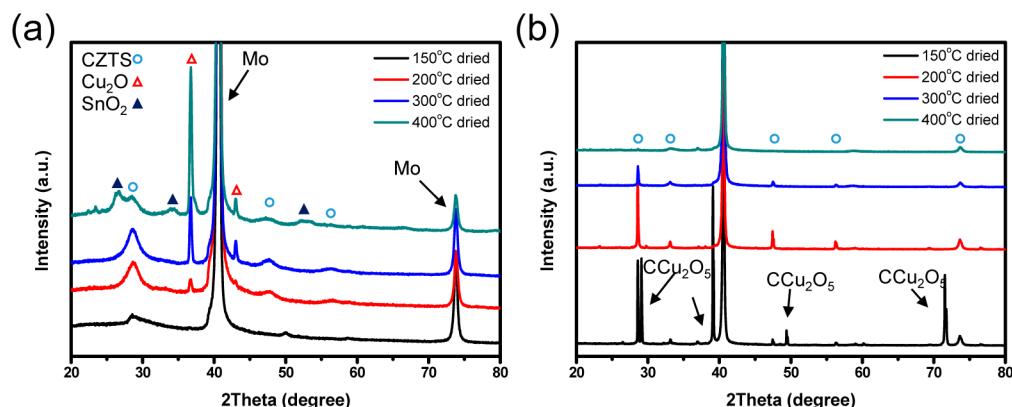 (a)
CZTS
Cu₂O
SnO₂
Mo
Mo
150°C dried
200°C dried
300°C dried
400°C dried
Intensity (a.u.)
20 30 40 50 60 70 80
2Theta (degree)
(b)
150°C dried
200°C dried
300°C dried
400°C dried
CCu₂O₅
CCu₂O₅
CCu₂O₅
Intensity (a.u.)
20 30 40 50 60 70 80
2Theta (degree)